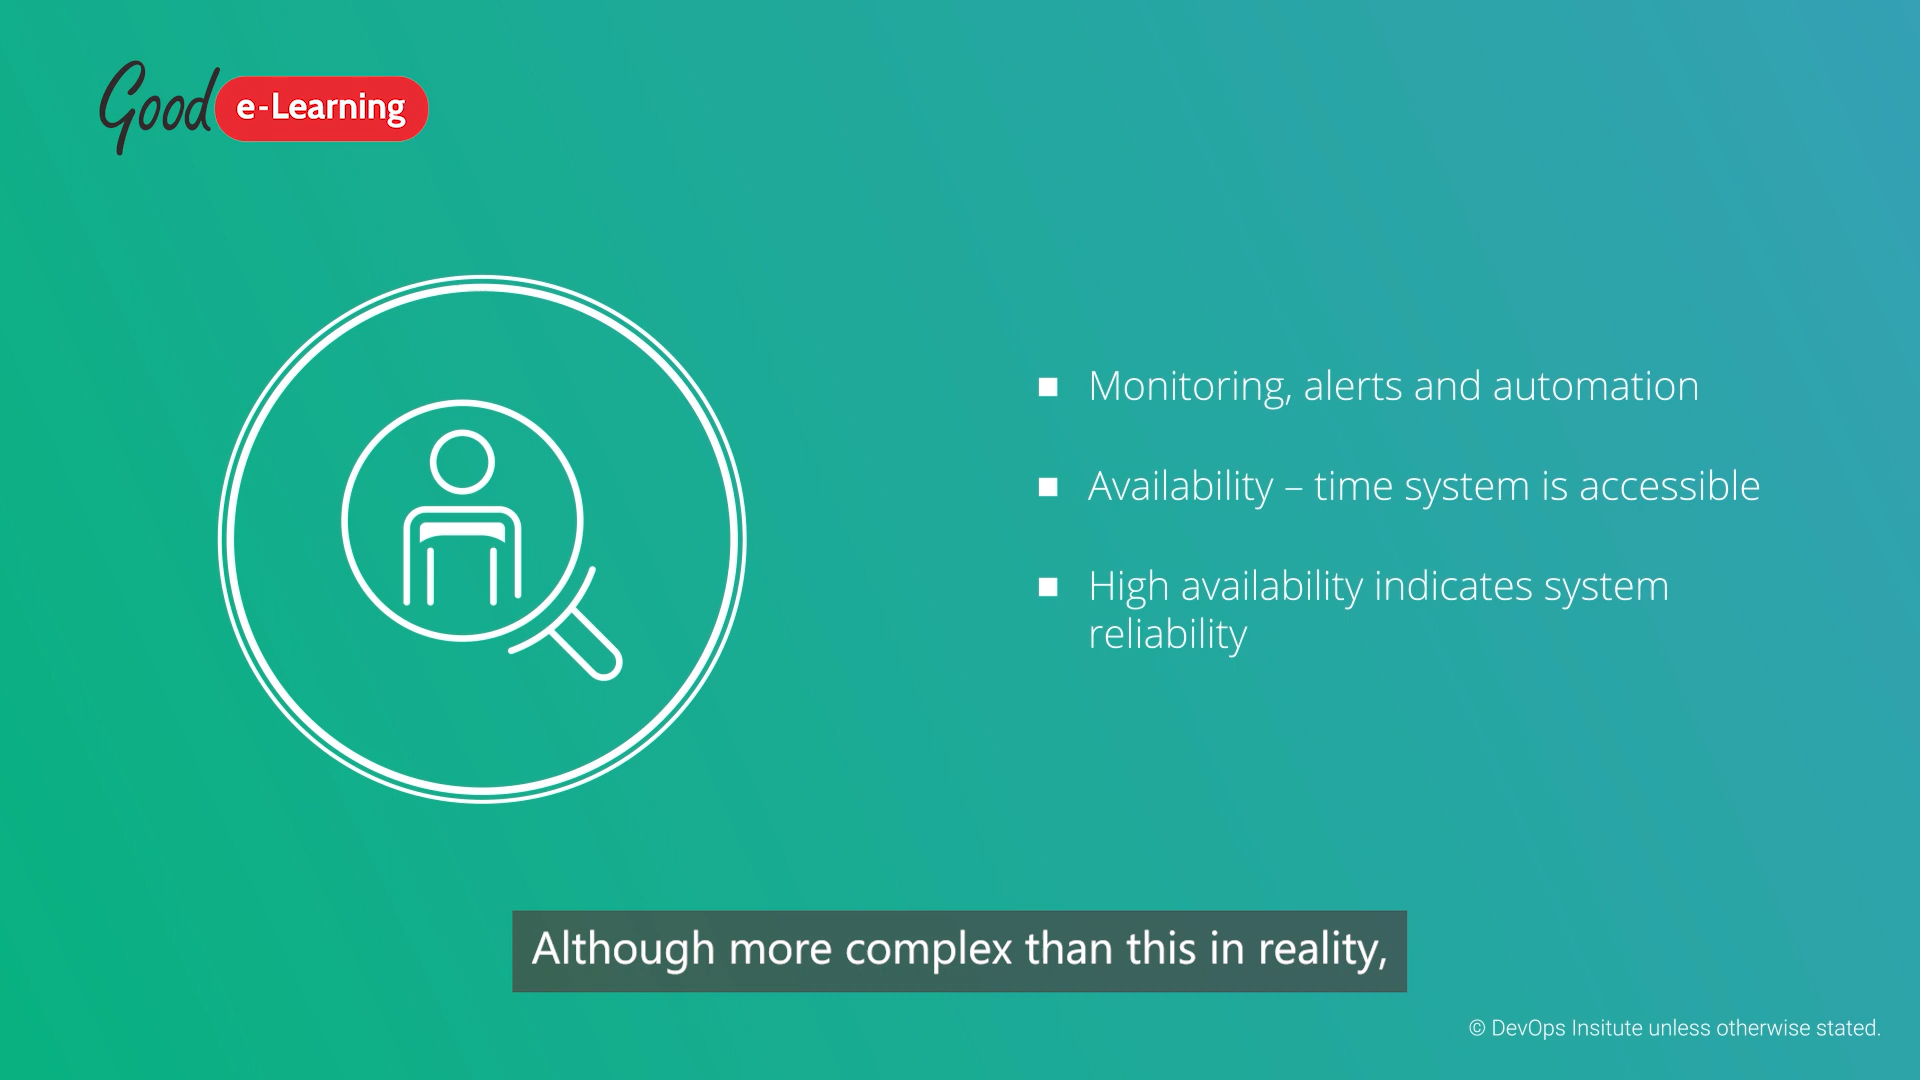 Good e-Learning
Monitoring, alerts and automation
Availability – time system is accessible
High availability indicates system
reliability
Although more complex than this in reality,
© DevOps Insitute unless otherwise stated.